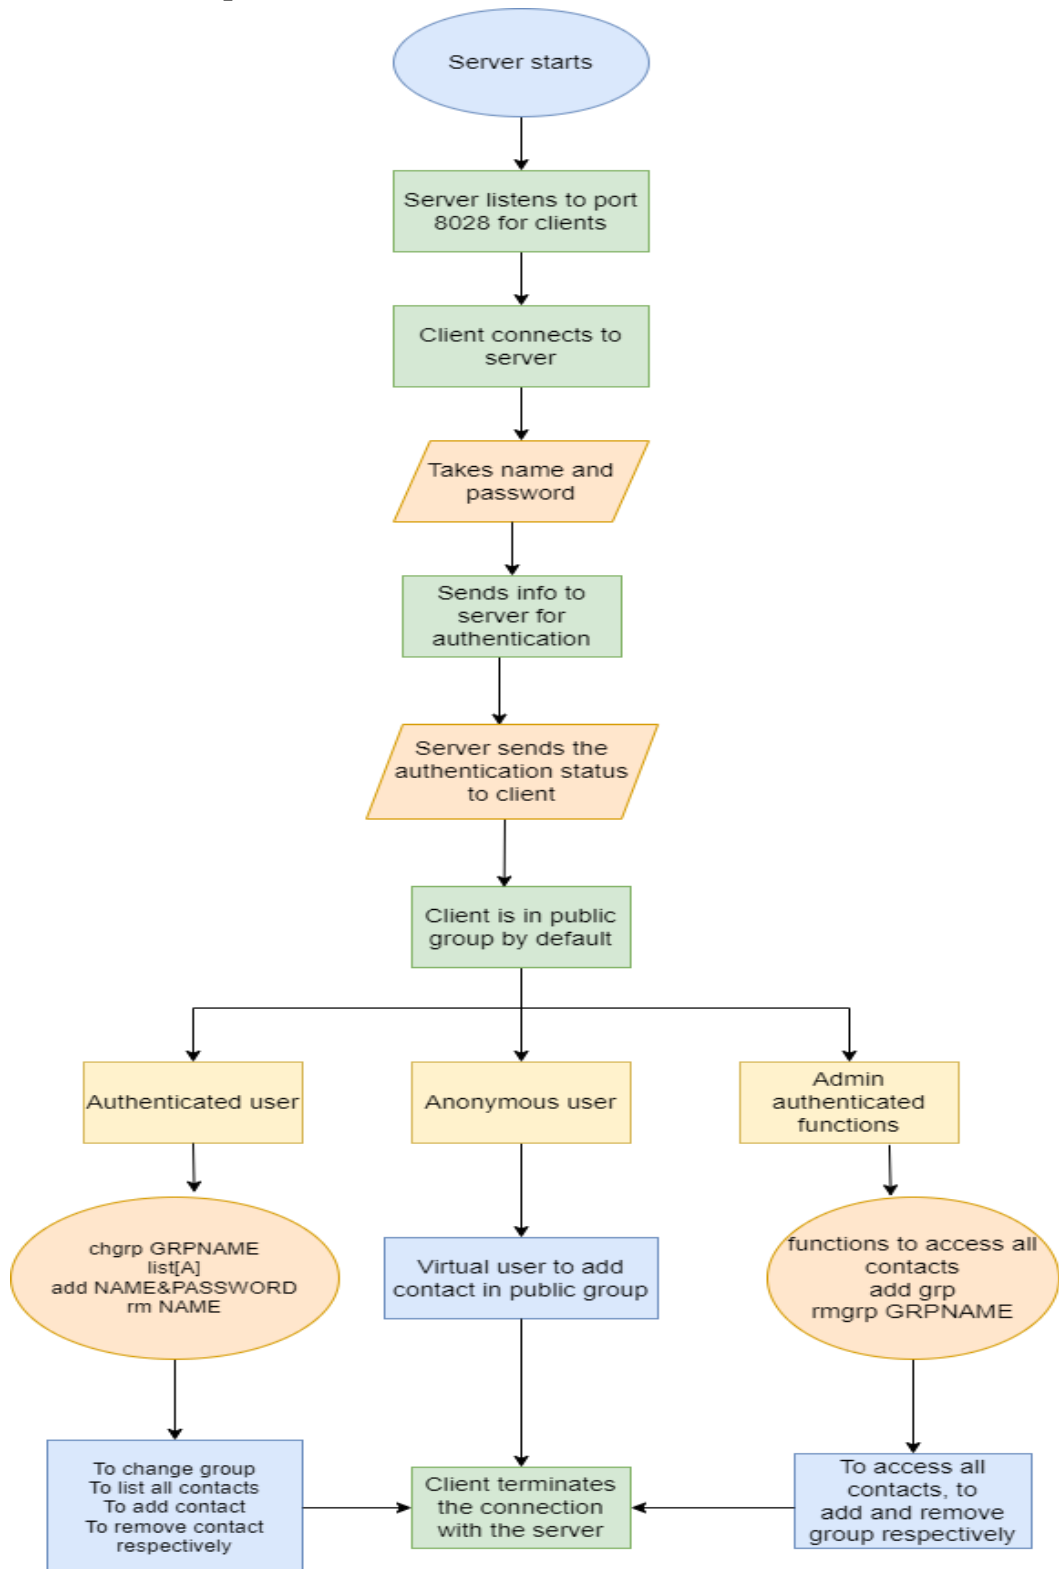 Server starts
Server listens to port
8028 for clients
Client connects to
server
Takes name and
password
Sends info to
server for
authentication
Server sends the
authentication status
to client
Client is in public
group by default
Authenticated user
Anonymous user
Admin
authenticated
functions
chgrp GRPNAME
list[A]
add NAME&PASSWORD
rm NAME
Virtual user to add
contact in public group
functions to access all
contacts
add grp
rmgrp GRPNAME
To change group
To list all contacts
To add contact
To remove contact
respectively
Client terminates
the connection
with the server
To access all
contacts, to
add and remove
group respectively